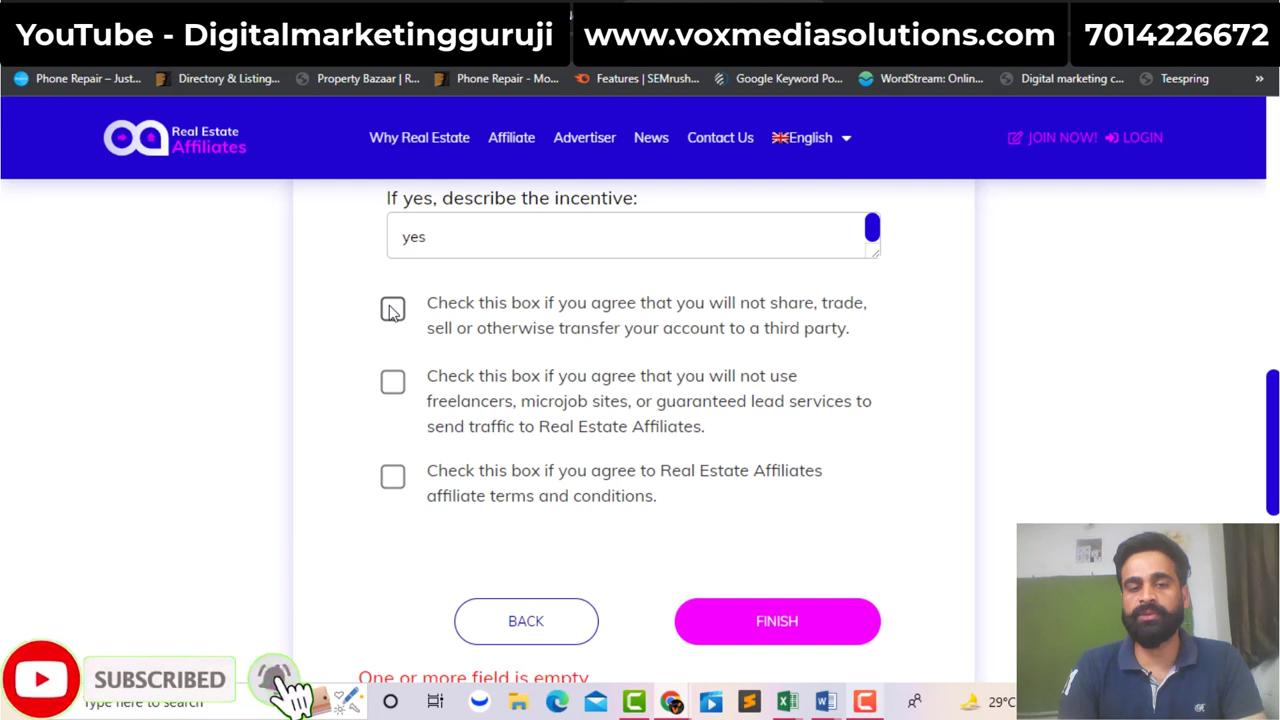 YouTube - Digitalmarketingguruji www.voxmediasolutions.com 7014226672
Phone Repair – Just... Directory & Listing... Property Bazaar | R... Phone Repair - Mo... Features | SEMrush... Google Keyword Po... WordStream: Onlin... Digital marketing c... Teespring »
Real Estate
Affiliates
Why Real Estate Affiliate Advertiser News Contact Us English JOIN NOW! LOGIN
If yes, describe the incentive:
yes
Check this box if you agree that you will not share, trade,
sell or otherwise transfer your account to a third party.
Check this box if you agree that you will not use
freelancers, microjob sites, or guaranteed lead services to
send traffic to Real Estate Affiliates.
Check this box if you agree to Real Estate Affiliates
affiliate terms and conditions.
BACK FINISH
One or more field is empty
SUBSCRIBED
Type here to search
29°C